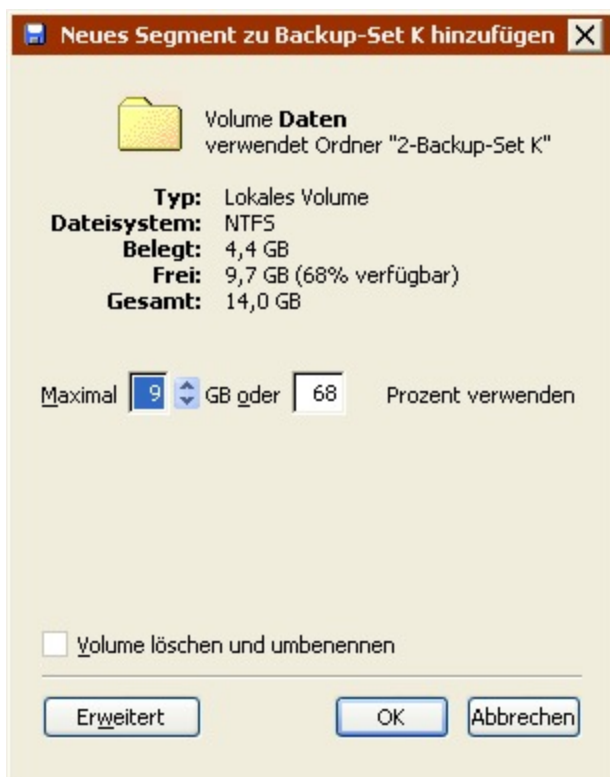 Neues Segment zu Backup-Set K hinzufügen
Volume Daten
verwendet Ordner "2-Backup-Set K"
Typ: Lokales Volume
Dateisystem: NTFS
Belegt: 4,4 GB
Frei: 9,7 GB (68% verfügbar)
Gesamt: 14,0 GB
Maximal 9 GB oder 68 Prozent verwenden
Volume löschen und umbenennen
Erweitert OK Abbrechen